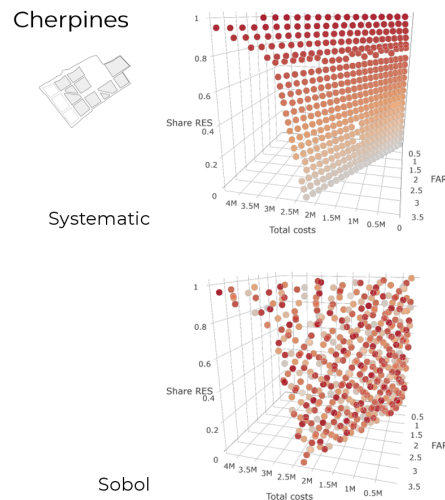 Cherpines
1
0.8
0.6
Share RES
0.4
0.2
0
4M 3.5M 3M 2.5M 2M 1.5M 1M 0.5M 0
Total costs
0.5
1
1.5
2
2.5
3
3.5
FAR
Systematic
1
0.8
0.6
Share RES
0.4
0.2
0
4M 3.5M 3M 2.5M 2M 1.5M 1M 0.5M
Total costs
0.5
1
1.5
2
2.5
3
3.5
FAR
Sobol